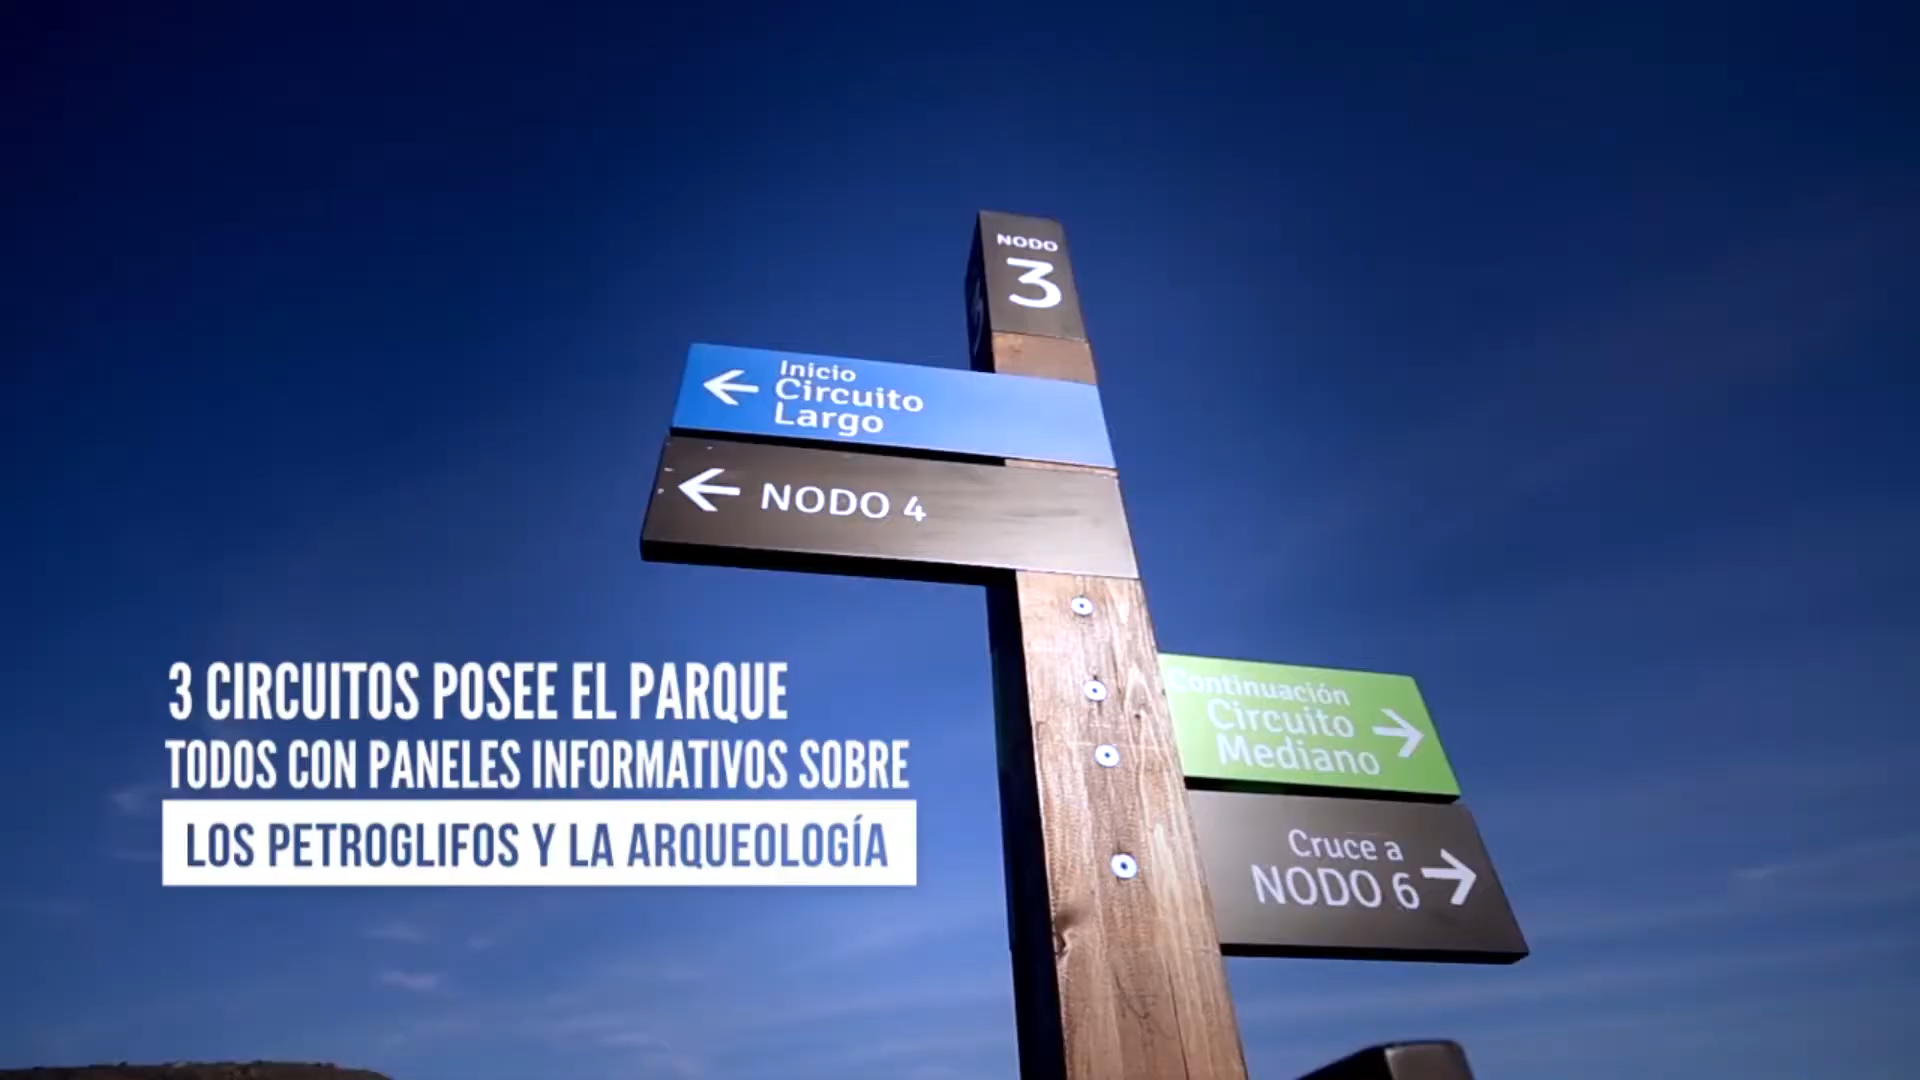 NODO
3
Inicio
Circuito
Largo
NODO 4
3 CIRCUITOS POSEE EL PARQUE
TODOS CON PANELES INFORMATIVOS SOBRE
LOS PETROGLIFOS Y LA ARQUEOLOGÍA
Continuación
Circuito
Mediano
Cruce a
NODO 6